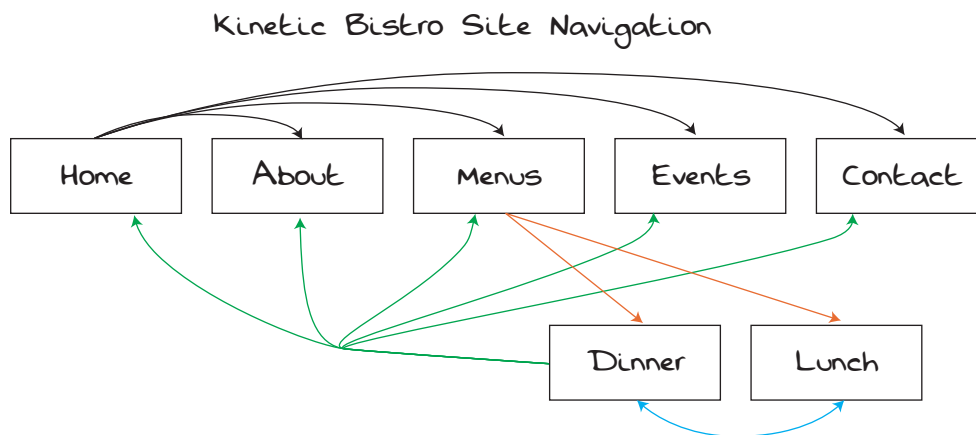 Kinetic Bistro Site Navigation
Home
About
Menus
Events
Contact
Dinner
Lunch